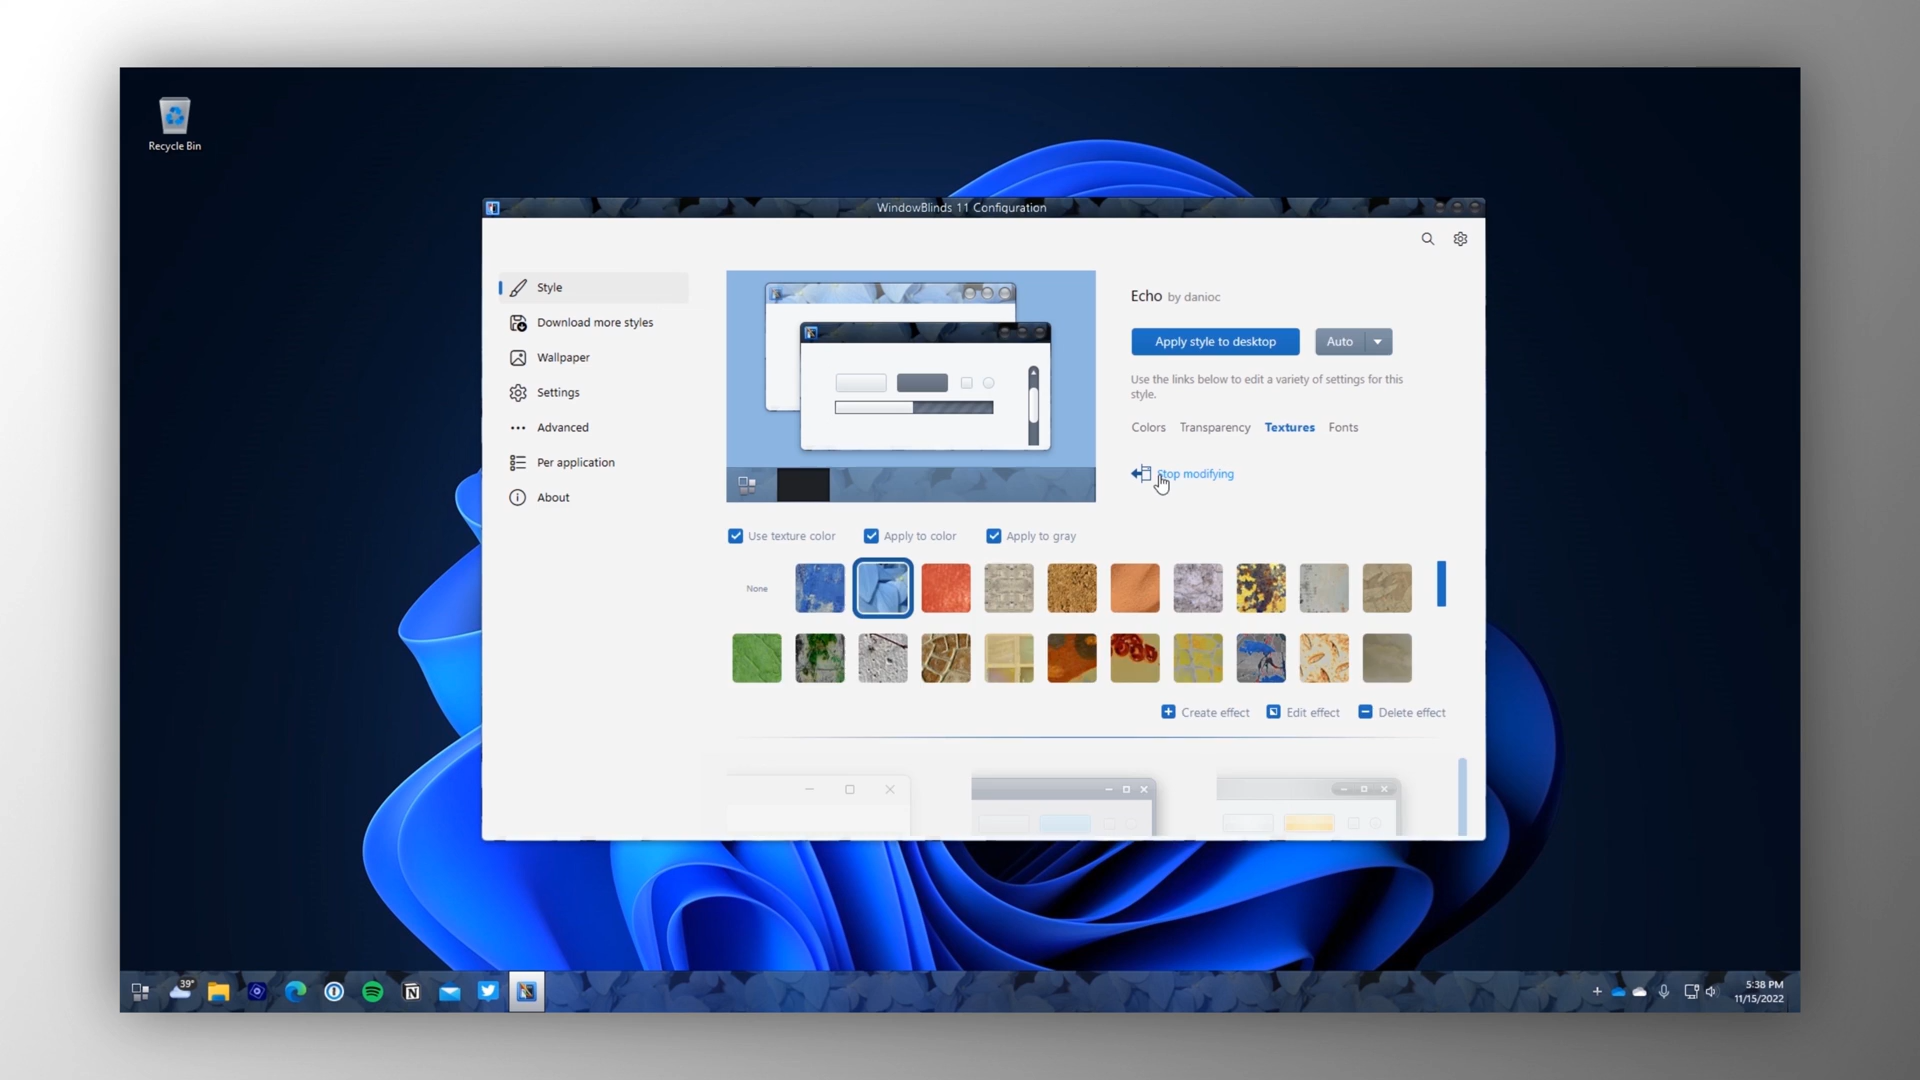 Recycle Bin
WindowBlinds 11 Configuration
Style
Download more styles
Wallpaper
Settings
Advanced
Per application
About
Echo by danioc
Apply style to desktop
Auto
Use the links below to edit a variety of settings for this
style.
Colors Transparency Textures Fonts
Stop modifying
Use texture color Apply to color Apply to gray
None
Create effect Edit effect Delete effect
39°
5:38 PM
11/15/2022